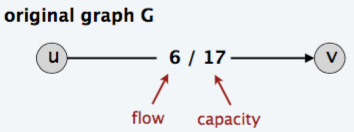 original graph G
u 6 / 17 v
flow capacity